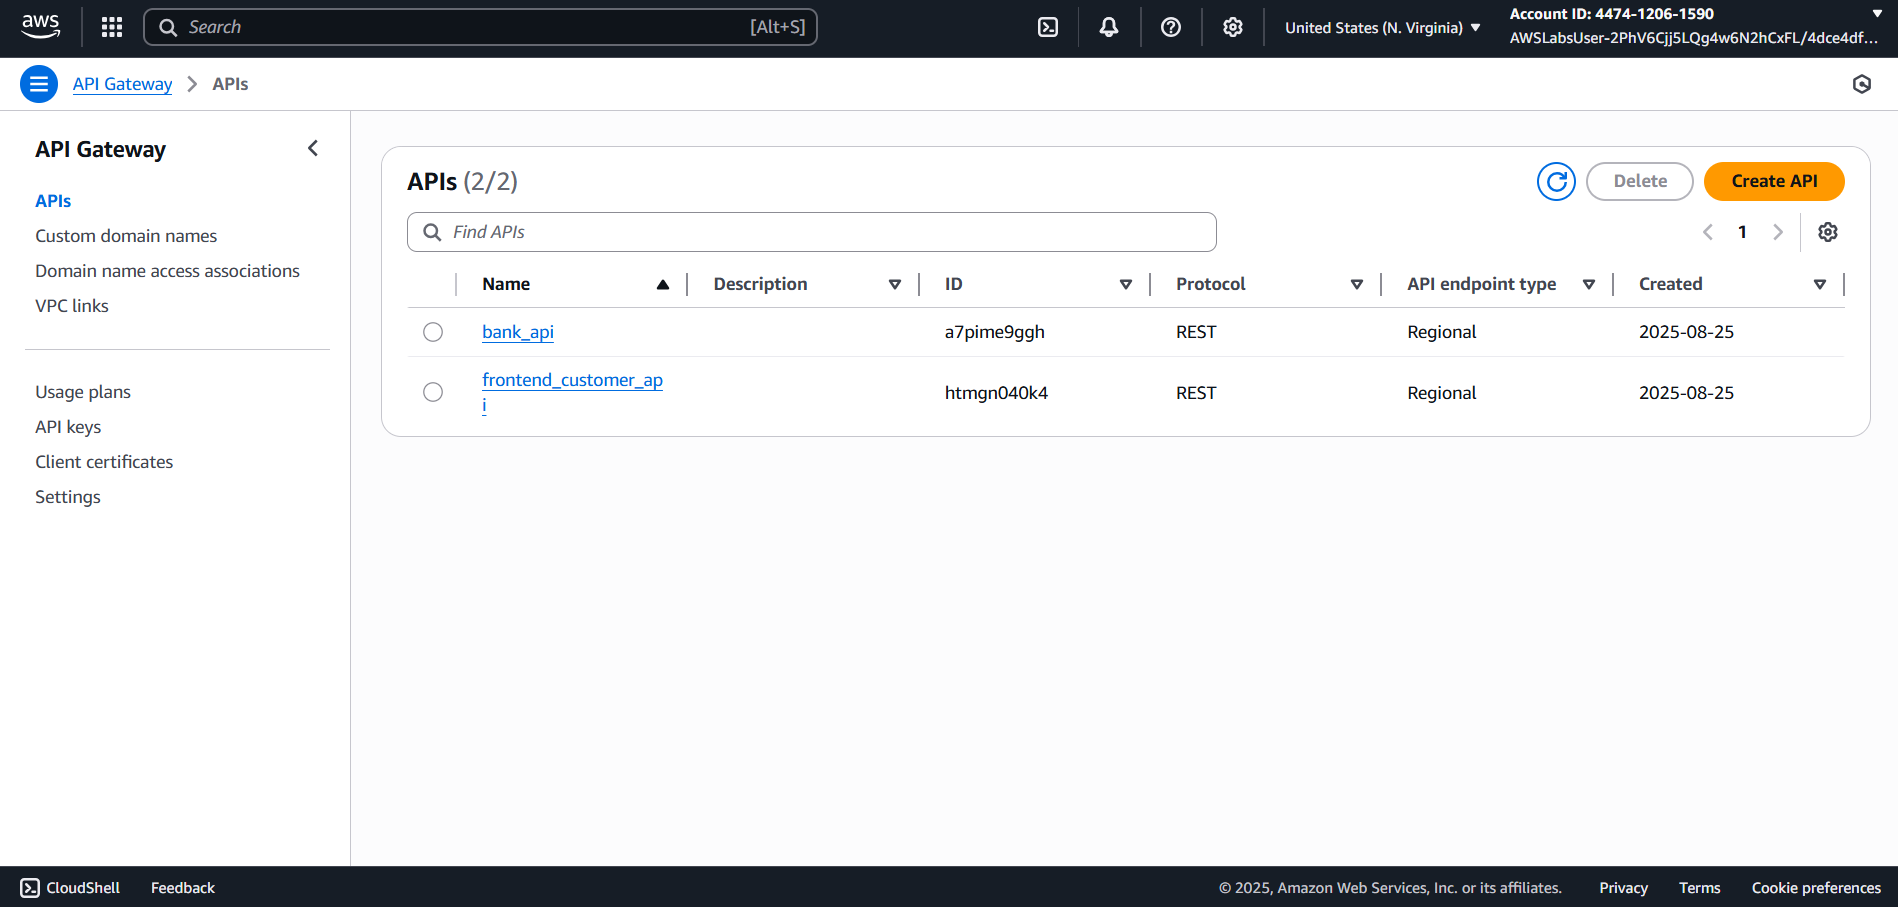 aws
Search [Alt+S]
United States (N. Virginia)
Account ID: 4474-1206-1590
AWSLabsUser-2PhV6Cjj5LQg4w6N2hCxFL/4dce4df...
API Gateway > APIs
API Gateway
APIs
Custom domain names
Domain name access associations
VPC links
Usage plans
API keys
Client certificates
Settings
APIs (2/2)
Delete
Create API
Find APIs
1
Name Description ID Protocol API endpoint type Created
bank_api a7pime9ggh REST Regional 2025-08-25
frontend_customer_ap
i
htmgn040k4 REST Regional 2025-08-25
CloudShell Feedback © 2025, Amazon Web Services, Inc. or its affiliates. Privacy Terms Cookie preferences